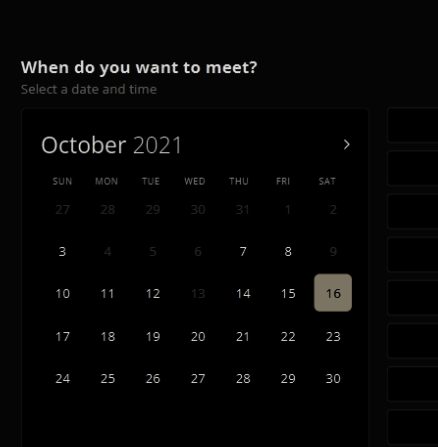 When do you want to meet?
Select a date and time
October 2021
SUN MON TUE WED THU FRI SAT
27 28 29 30 31 1 2
3 4 5 6 7 8 9
10 11 12 13 14 15 16
17 18 19 20 21 22 23
24 25 26 27 28 29 30